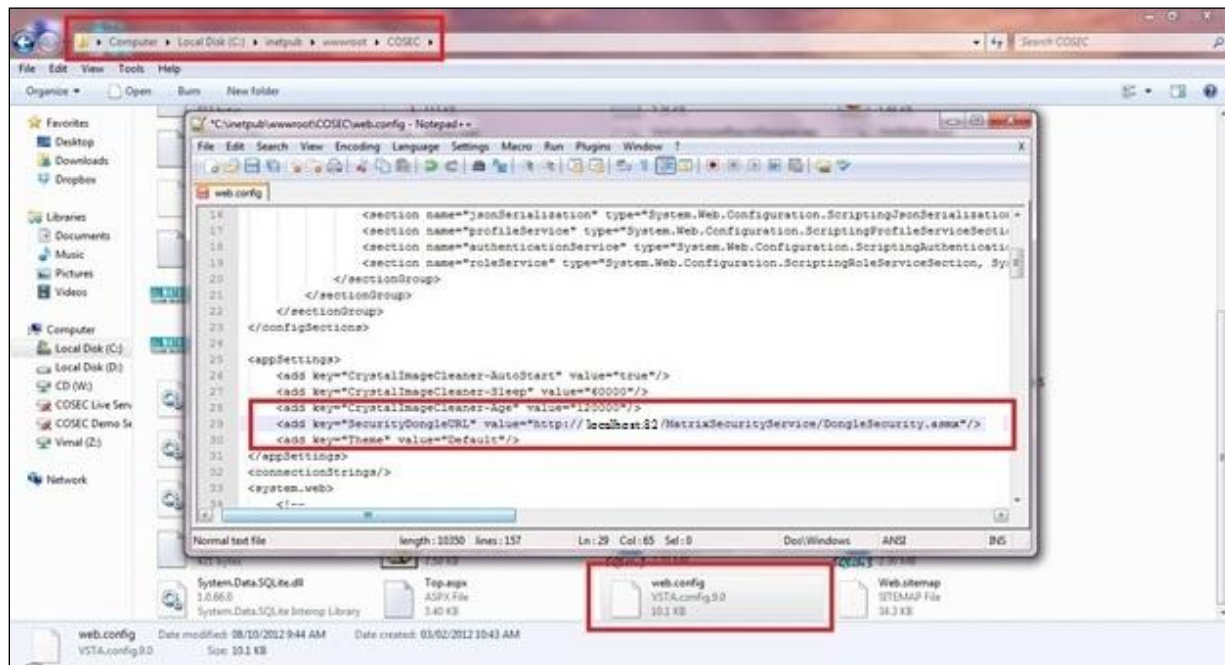 Computer ▸ Local Disk (C:) ▸ inetpub ▸ wwwroot ▸ COSEC ▸
Search COSEC
File Edit View Tools Help
Organize Open Burn New folder
Favorites
Desktop
Downloads
Dropbox
Libraries
Documents
Music
Pictures
Videos
Computer
Local Disk (C:)
Local Disk (D:)
CD (W:)
COSEC Live Serv
COSEC Demo Se
Vimal (Z:)
Network
*C:\inetpub\wwwroot\COSEC\web.config - Notepad++
File Edit Search View Encoding Language Settings Macro Run Plugins Window ? X
web.config
16 <section name="jsonSerialization" type="System.Web.Configuration.ScriptingJsonSerializatio
17 <section name="profileService" type="System.Web.Configuration.ScriptingProfileServiceSecti
18 <section name="authenticationService" type="System.Web.Configuration.ScriptingAuthenticati
19 <section name="roleService" type="System.Web.Configuration.ScriptingRoleServiceSection, Sy
20 </sectionGroup>
21 </sectionGroup>
22 </sectionGroup>
23 </configSections>
24
25 <appSettings>
26 <add key="CrystalImageCleaner-AutoStart" value="true"/>
27 <add key="CrystalImageCleaner-Sleep" value="60000"/>
28 <add key="CrystalImageCleaner-Age" value="120000"/>
29 <add key="SecurityDongleURL" value="http://localhost:82/MatrixSecurityService/DongleSecurity.asmx"/>
30 <add key="Theme" value="Default"/>
31 </appSettings>
32 <connectionStrings/>
33 <system.web>
34 <!--
Normal text file length : 10350 lines : 157 Ln : 29 Col : 65 Sel : 0 Dos\Windows ANSI INS
System.Data.SQLite.dll
1.0.66.0
System.Data.SQLite Interop Library
Top.aspx
ASPX File
3.40 KB
web.config
VSTA.config.9.0
10.1 KB
Web.sitemap
SITEMAP File
34.3 KB
web.config Date modified: 08/10/2012 9:44 AM Date created: 03/02/2012 10:43 AM
VSTA.config.9.0 Size: 10.1 KB